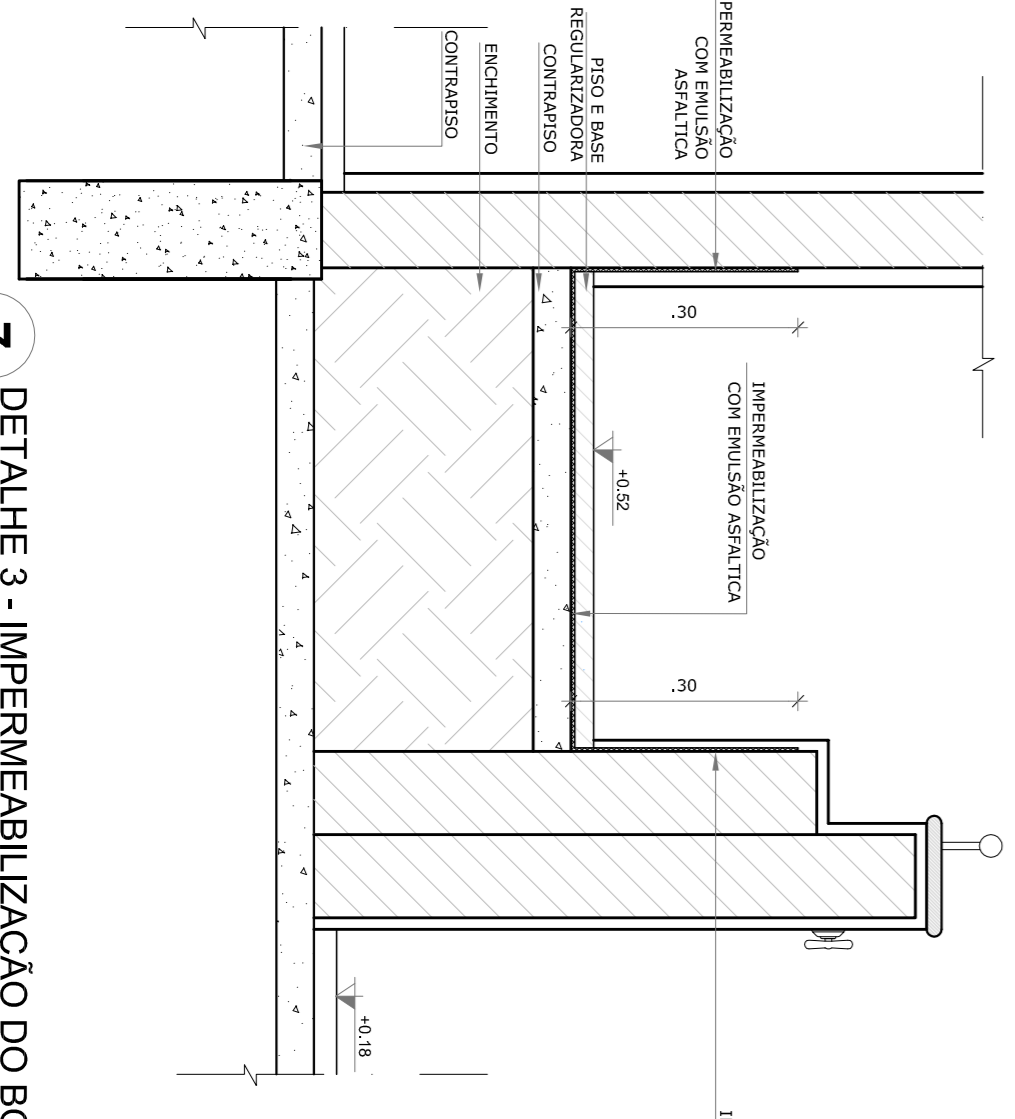 PERMEABILIZAÇÃO
COM EMULSÃO
ASFALTICA
PISO E BASE
REGULARIZADORA
CONTRAPISO
ENCHIMENTO
CONTRAPISO
.30
IMPERMEABILIZAÇÃO
COM EMULSÃO ASFALTICA
+0.52
.30
+0.18
DETALHE 3 - IMPERMEABILIZAÇÃO DO